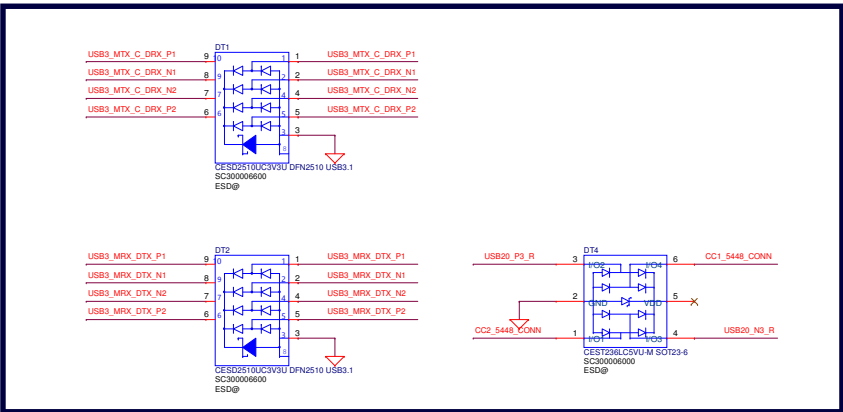 DT1
USB3_MTX_C_DRX_P1 9 10 1 1 USB3_MTX_C_DRX_P1
USB3_MTX_C_DRX_N1 8 9 2 2 USB3_MTX_C_DRX_N1
USB3_MTX_C_DRX_N2 7 7 4 4 USB3_MTX_C_DRX_N2
USB3_MTX_C_DRX_P2 6 6 5 5 USB3_MTX_C_DRX_P2
3 3
8
CESD2510UC3V3U DFN2510 USB3.1
SC300006600
ESD@
DT2
USB3_MRX_DTX_P1 9 10 1 1 USB3_MRX_DTX_P1
USB3_MRX_DTX_N1 8 9 2 2 USB3_MRX_DTX_N1
USB3_MRX_DTX_N2 7 7 4 4 USB3_MRX_DTX_N2
USB3_MRX_DTX_P2 6 6 5 5 USB3_MRX_DTX_P2
3 3
8
CESD2510UC3V3U DFN2510 USB3.1
SC300006600
ESD@
DT4
USB20_P3_R 3 I/O2 I/O4 6 CC1_5448_CONN
2 GND VDD 5
CC2_5448_CONN 1 I/O1 I/O3 4 USB20_N3_R
CEST236LC5VU-M SOT23-6
SC300006000
ESD@